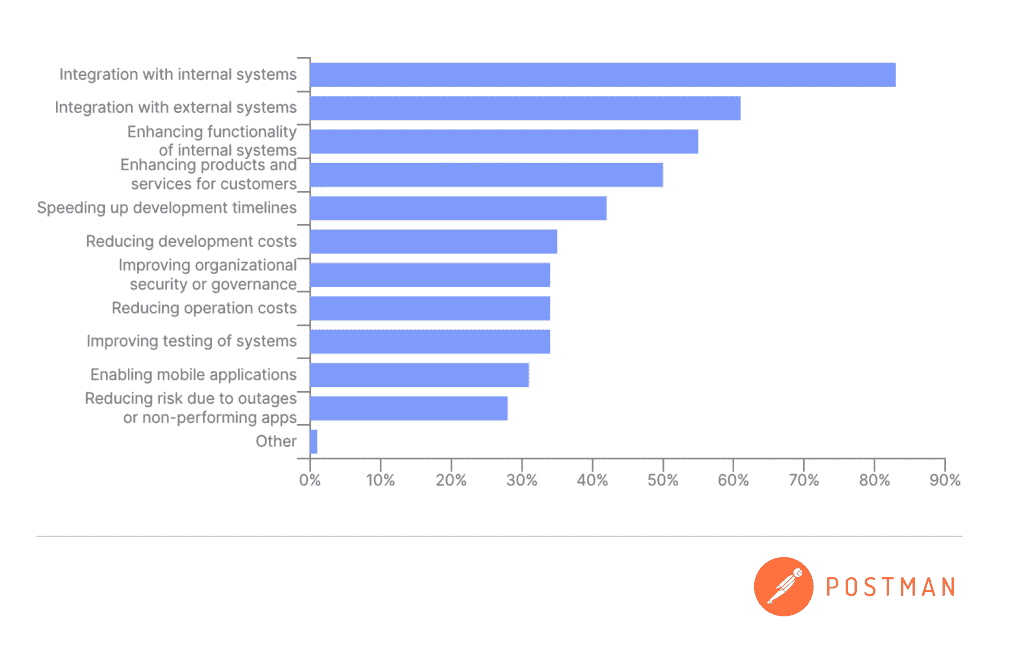 Integration with internal systems
Integration with external systems
Enhancing functionality
of internal systems
Enhancing products and
services for customers
Speeding up development timelines
Reducing development costs
Improving organizational
security or governance
Reducing operation costs
Improving testing of systems
Enabling mobile applications
Reducing risk due to outages
or non-performing apps
Other
0% 10% 20% 30% 40% 50% 60% 70% 80% 90%
POSTMAN